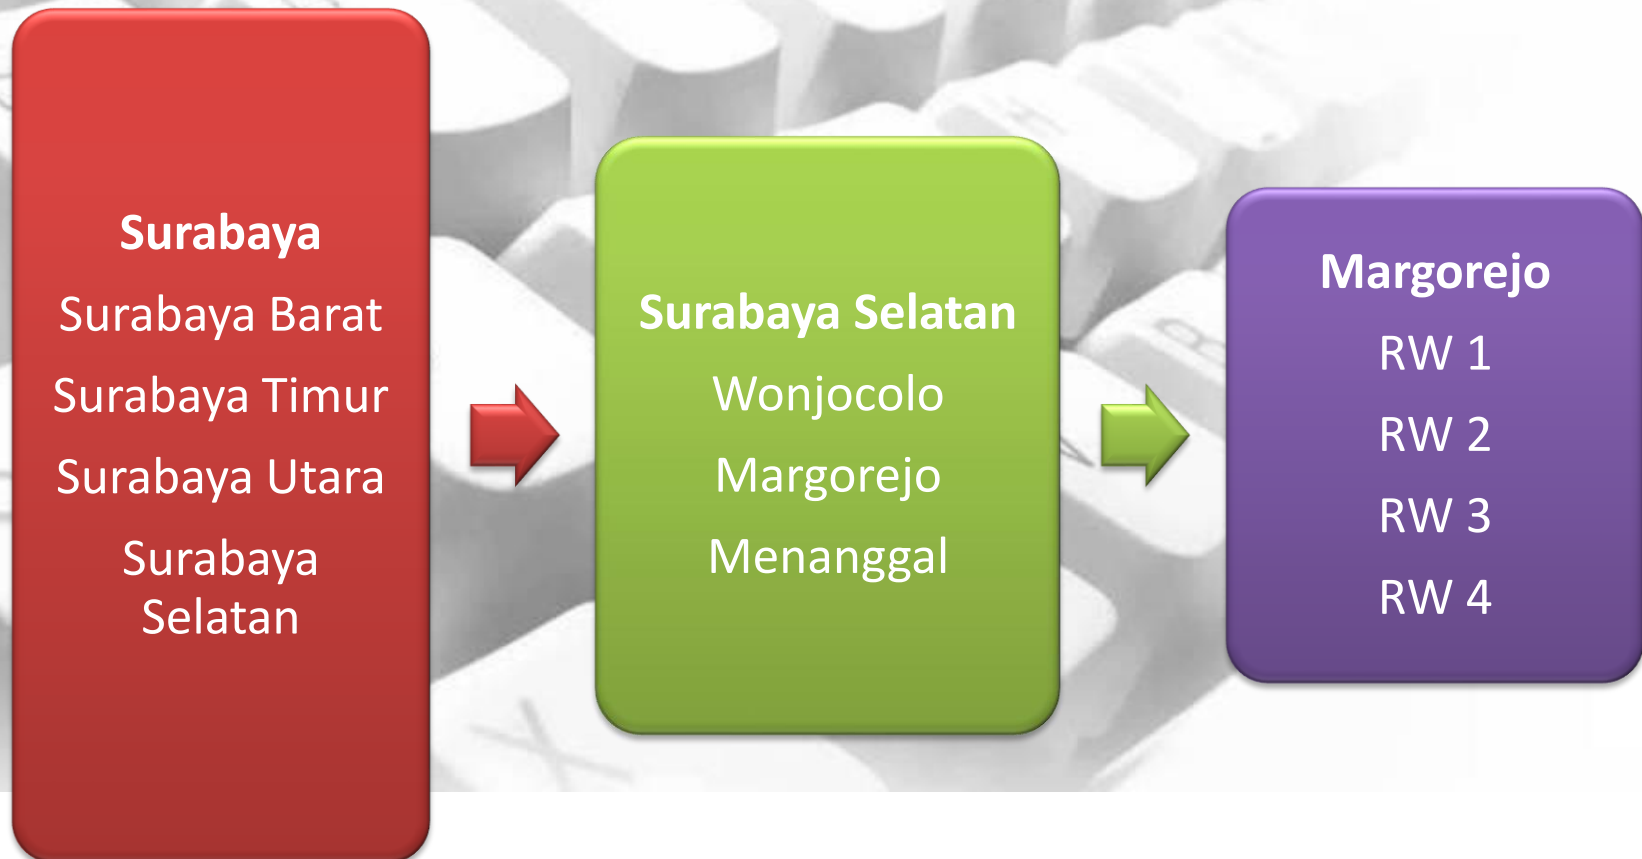 Surabaya
Surabaya Barat
Surabaya Timur
Surabaya Utara
Surabaya
Selatan
Surabaya Selatan
Wonjocolo
Margorejo
Menanggal
Margorejo
RW 1
RW 2
RW 3
RW 4